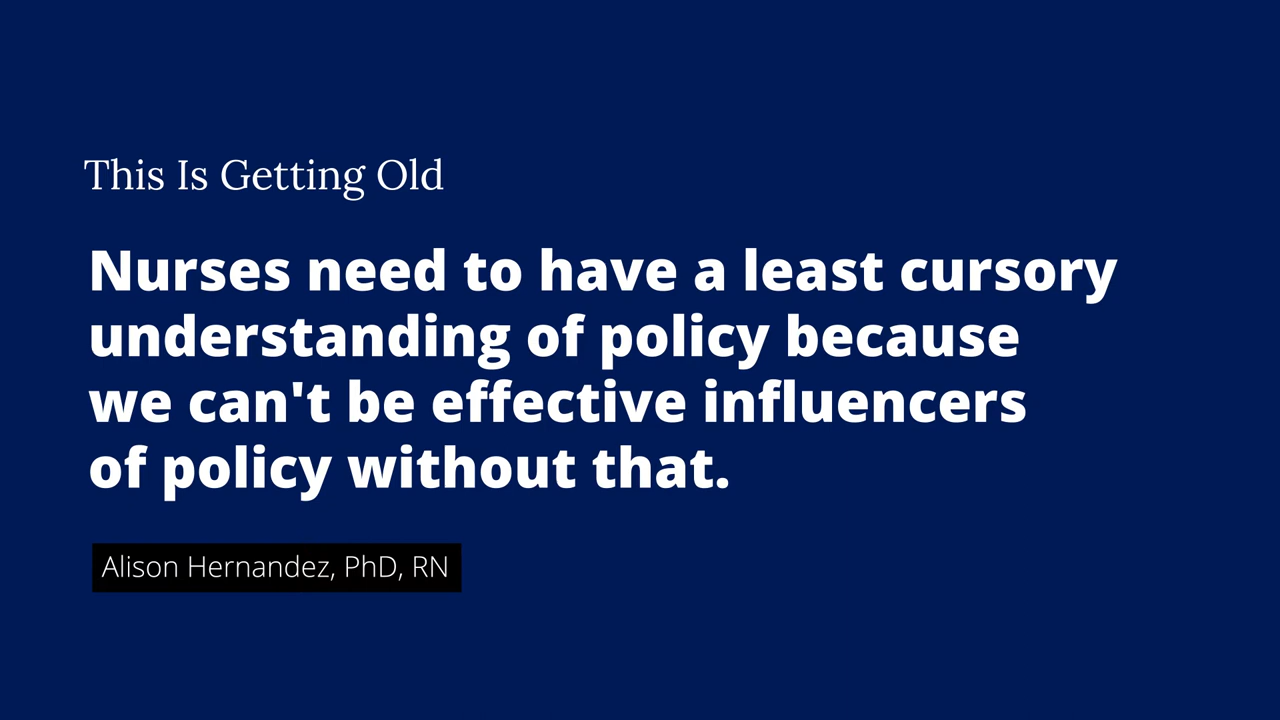 This Is Getting Old
Nurses need to have a least cursory
understanding of policy because
we can't be effective influencers
of policy without that.
Alison Hernandez, PhD, RN